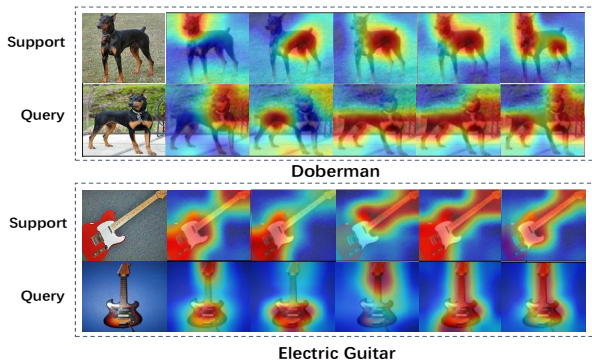 Support
Query
Doberman
Support
Query
Electric Guitar